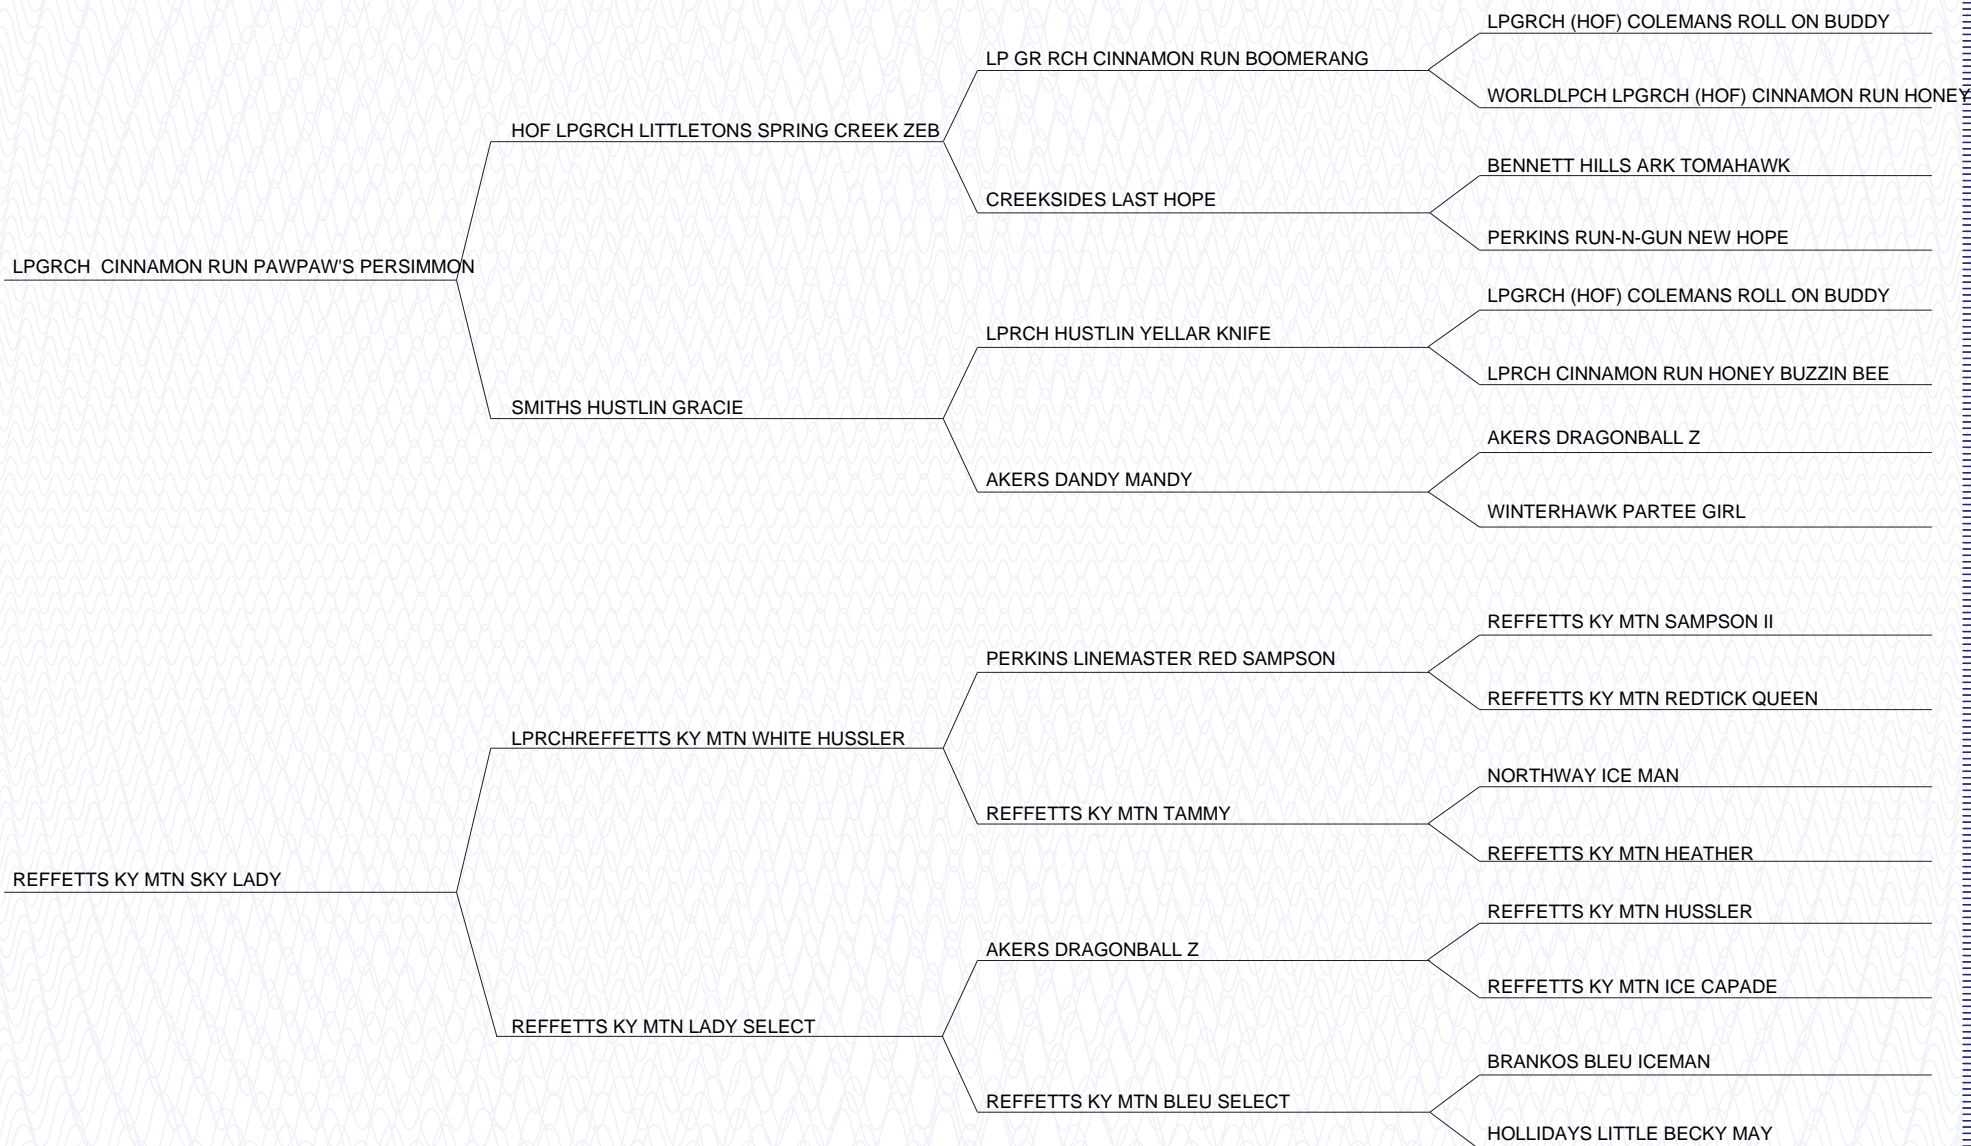 LPGRCH (HOF) COLEMANS ROLL ON BUDDY
LP GR RCH CINNAMON RUN BOOMERANG
WORLDLPCH LPGRCH (HOF) CINNAMON RUN HONEY
HOF LPGRCH LITTLETONS SPRING CREEK ZEB
BENNETT HILLS ARK TOMAHAWK
CREEKSIDES LAST HOPE
PERKINS RUN-N-GUN NEW HOPE
LPGRCH  CINNAMON RUN PAWPAW'S PERSIMMON
LPGRCH (HOF) COLEMANS ROLL ON BUDDY
LPRCH HUSTLIN YELLAR KNIFE
LPRCH CINNAMON RUN HONEY BUZZIN BEE
SMITHS HUSTLIN GRACIE
AKERS DRAGONBALL Z
AKERS DANDY MANDY
WINTERHAWK PARTEE GIRL
REFFETTS KY MTN SAMPSON II
PERKINS LINEMASTER RED SAMPSON
REFFETTS KY MTN REDTICK QUEEN
LPRCHREFFETTS KY MTN WHITE HUSSLER
NORTHWAY ICE MAN
REFFETTS KY MTN TAMMY
REFFETTS KY MTN HEATHER
REFFETTS KY MTN SKY LADY
REFFETTS KY MTN HUSSLER
AKERS DRAGONBALL Z
REFFETTS KY MTN ICE CAPADE
REFFETTS KY MTN LADY SELECT
BRANKOS BLEU ICEMAN
REFFETTS KY MTN BLEU SELECT
HOLLIDAYS LITTLE BECKY MAY